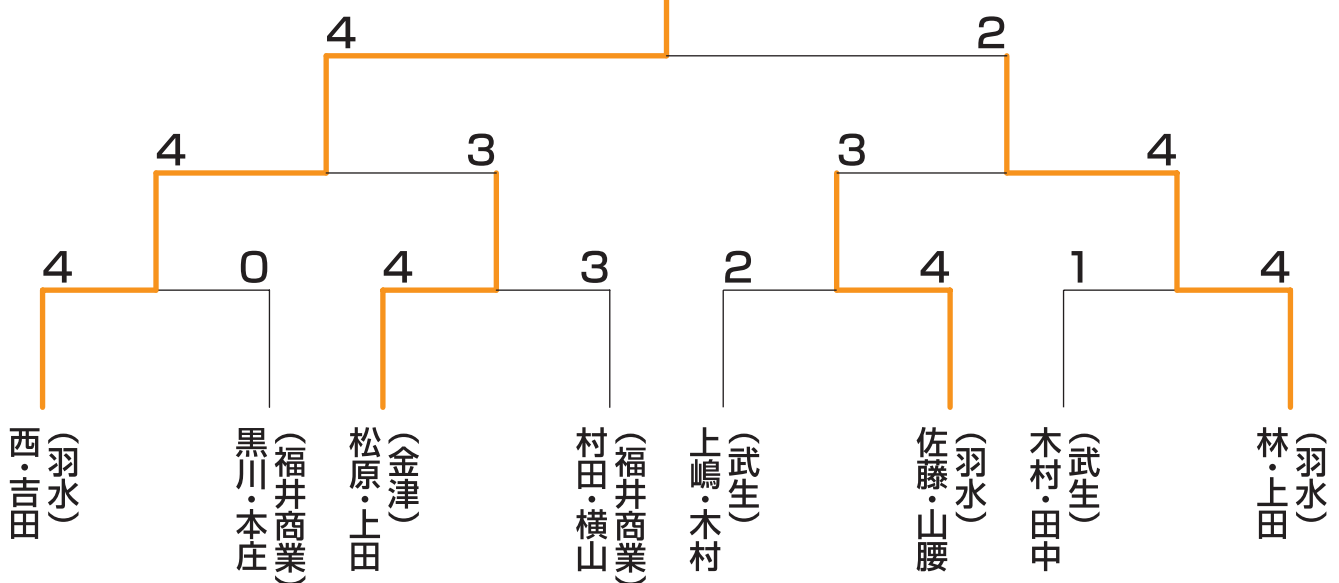 4
2
4
3
3
4
4
0
4
3
2
4
1
4
西・吉田
（羽水）
黒川・本庄
（福井商業）
松原・上田
（金津）
村田・横山
（福井商業）
上嶋・木村
（武生）
佐藤・山腰
（羽水）
木村・田中
（武生）
林・上田
（羽水）